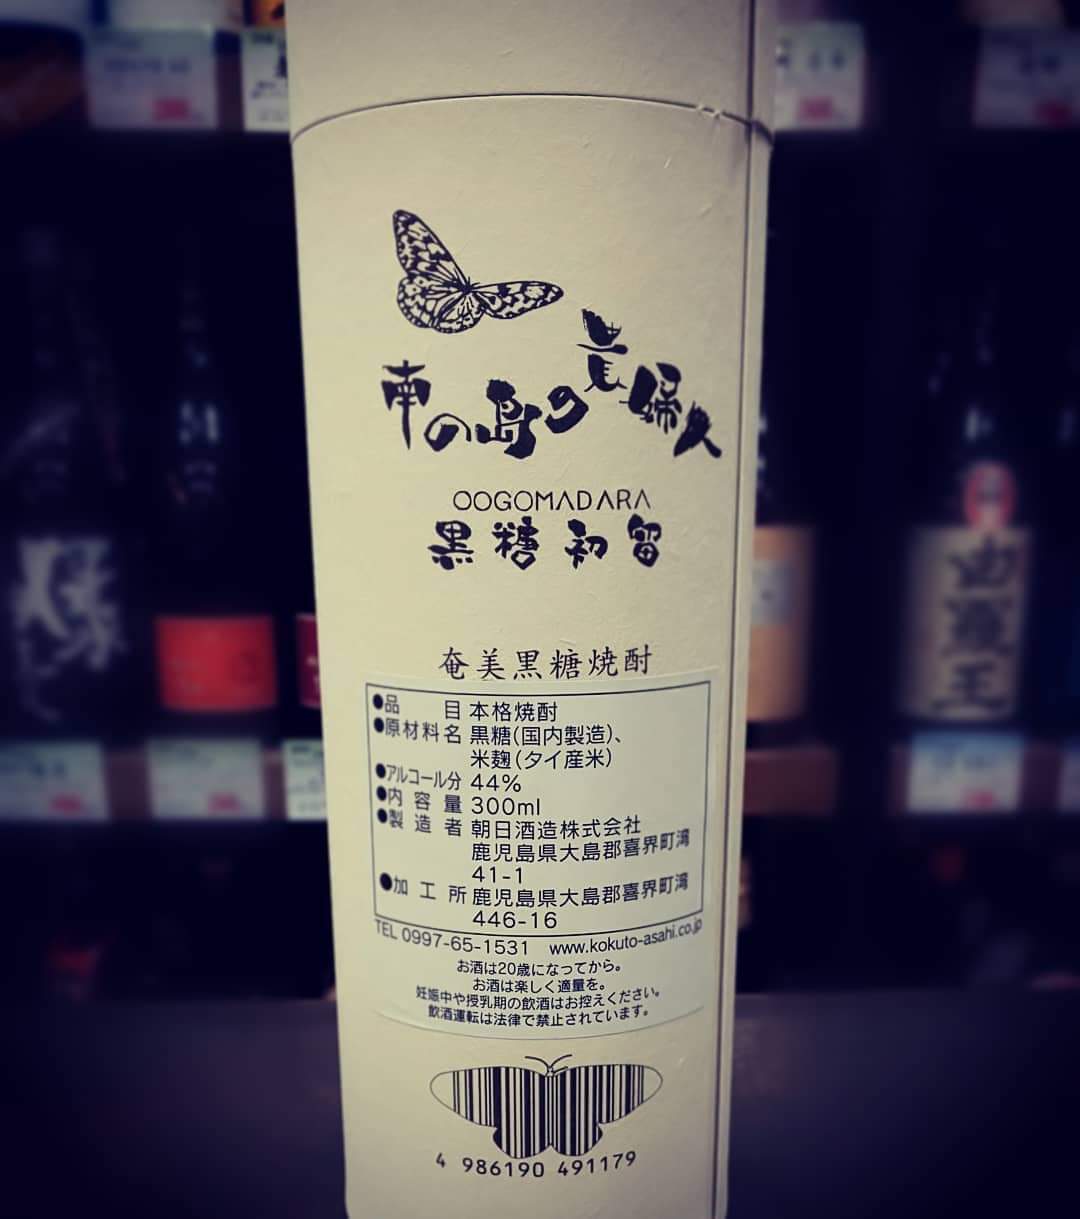 南の島の貴婦人
OOGOMADARA
黒糖初留
奄美黒糖焼酎
●品目 本格焼酎
●原材料名 黒糖(国内製造)、
米麹(タイ産米)
●アルコール分 44%
●内容量 300ml
●製造者 朝日酒造株式会社
鹿児島県大島郡喜界町湾
41-1
●加工所 鹿児島県大島郡喜界町湾
446-16
TEL 0997-65-1531 www.kokuto-asahi.co.jp
お酒は20歳になってから。
お酒は楽しく適量を。
妊娠中や授乳期の飲酒はお控えください。
飲酒運転は法律で禁止されています。
4 986190 491179